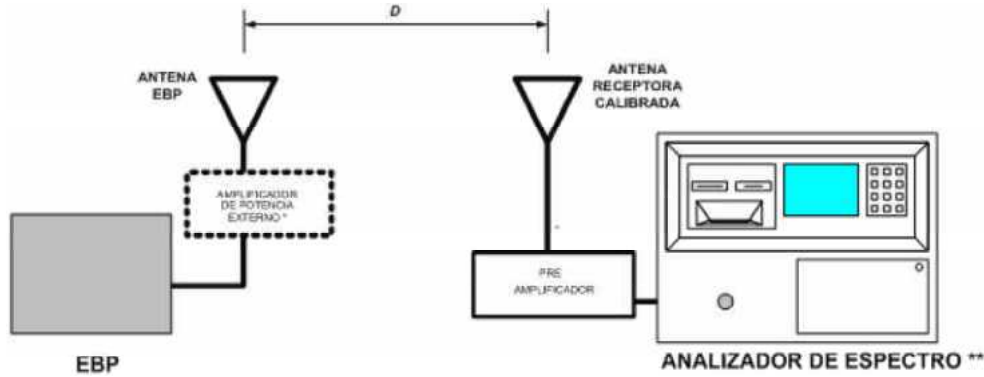 D
ANTENA
EBP
ANTENA
RECEPTORA
CALIBRADA
AMPLIFICADOR
DE POTENCIA
EXTERNO *
PRE
AMPLIFICADOR
EBP
ANALIZADOR DE ESPECTRO **